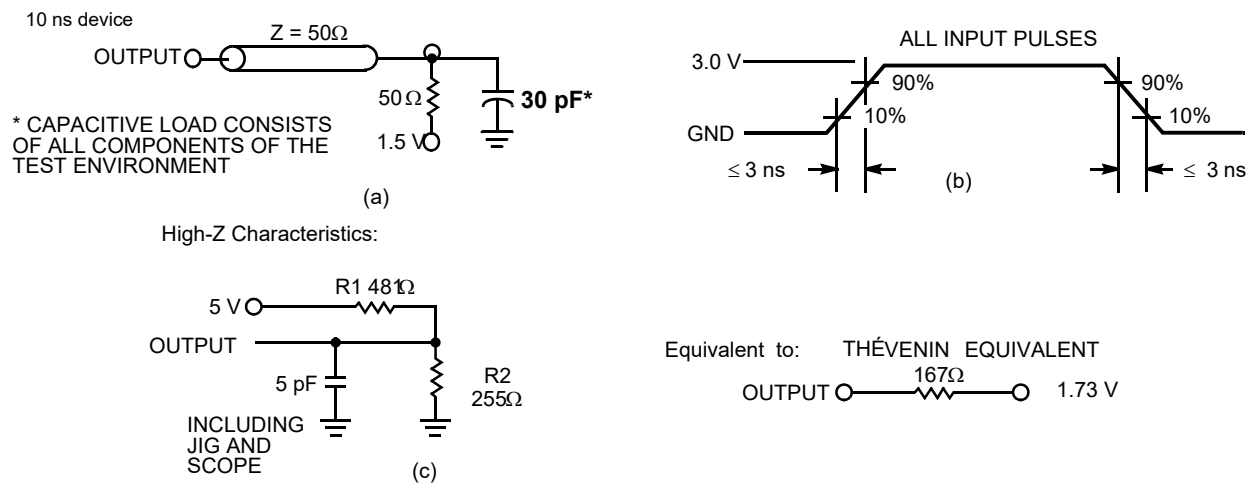 10 ns device
Z = 50Ω
OUTPUT
50 Ω
30 pF*
1.5 V
* CAPACITIVE LOAD CONSISTS
OF ALL COMPONENTS OF THE
TEST ENVIRONMENT
(a)
ALL INPUT PULSES
3.0 V
90%
90%
10%
10%
GND
≤ 3 ns
≤ 3 ns
(b)
High-Z Characteristics:
R1 481Ω
5 V
OUTPUT
5 pF
R2
255Ω
INCLUDING
JIG AND
SCOPE
(c)
Equivalent to: THÉVENIN EQUIVALENT
167Ω
OUTPUT
1.73 V